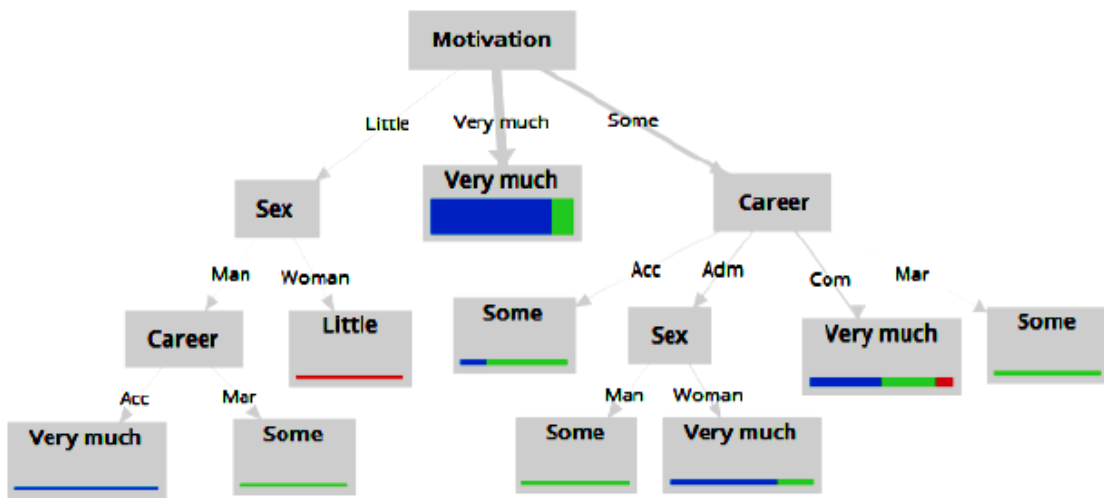 Motivation
Little
Very much
Some
Very much
Sex
Career
Man
Woman
Acc
Adm
Com
Mar
Career
Little
Some
Sex
Very much
Some
Acc
Mar
Man
Woman
Very much
Some
Some
Very much